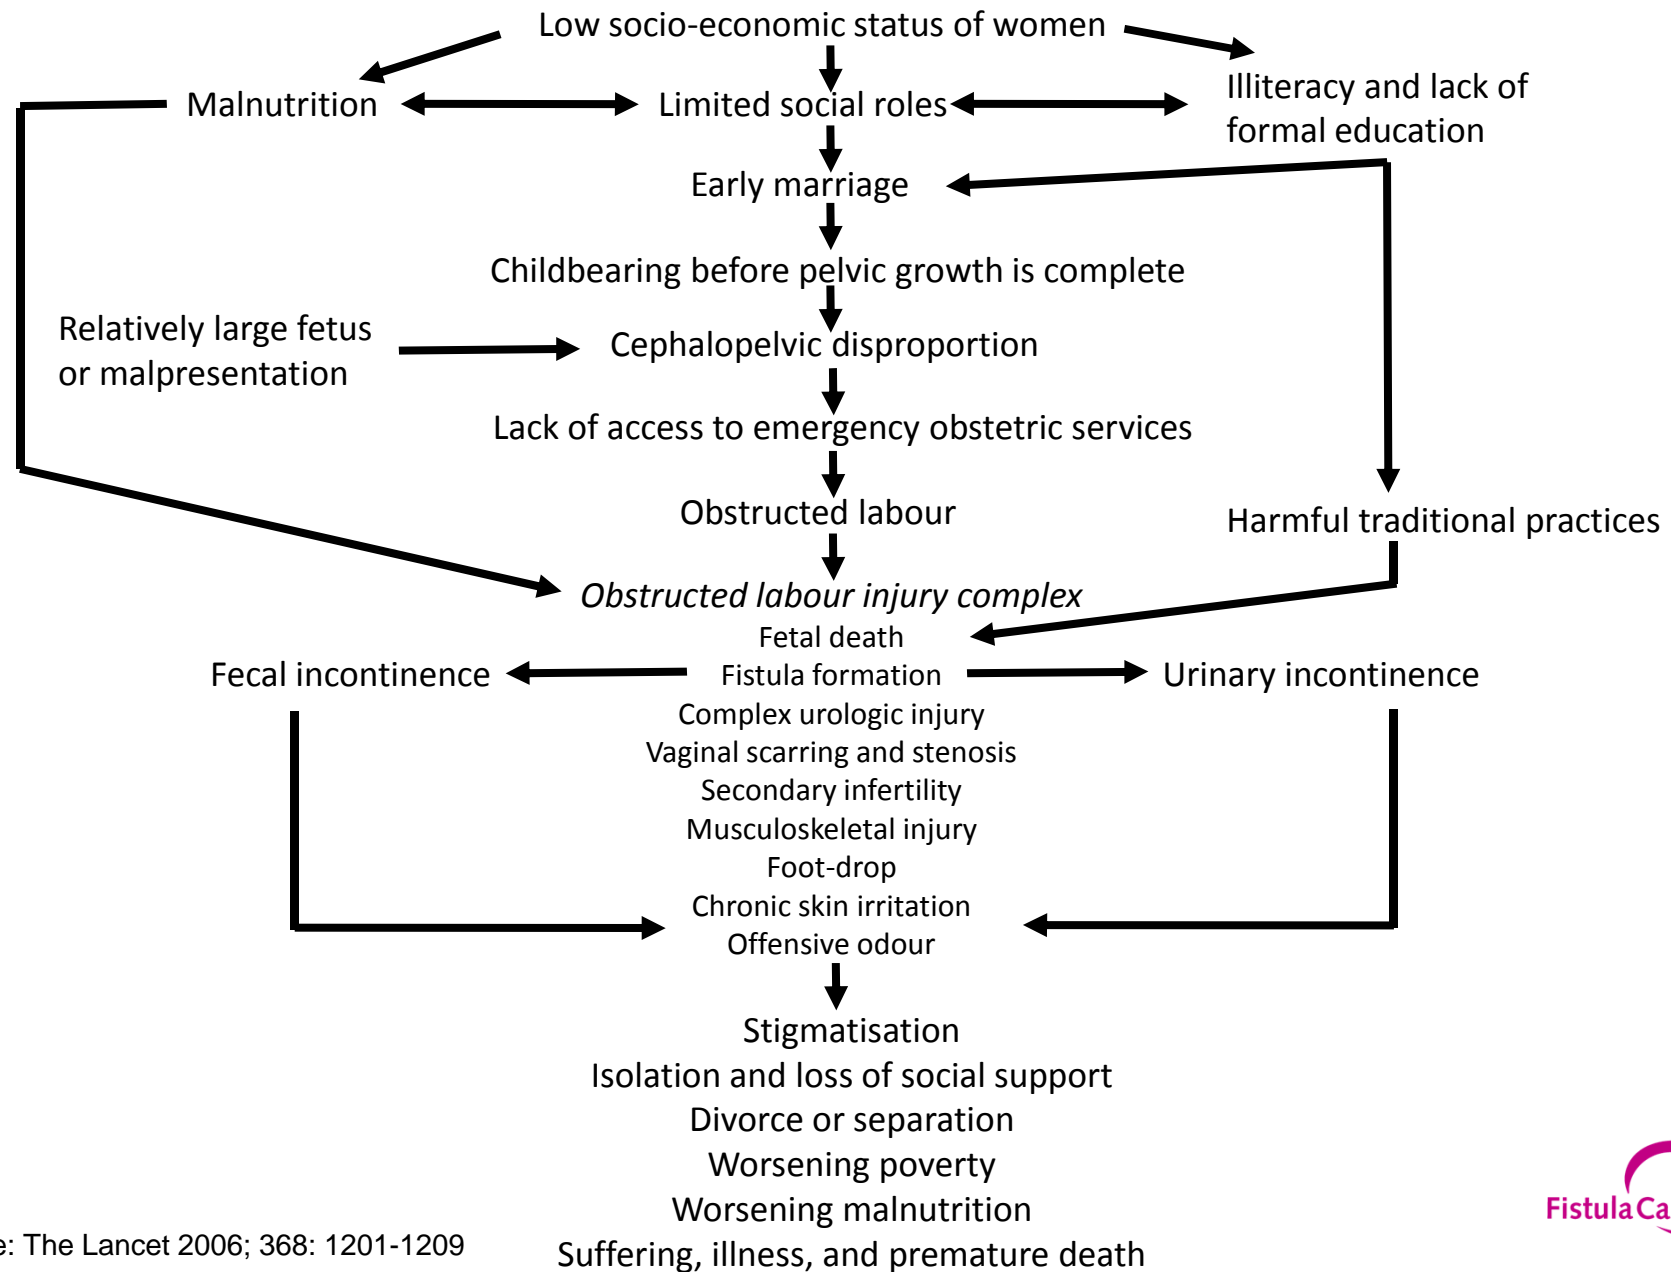 Low socio-economic status of women
Malnutrition
Limited social roles
Illiteracy and lack of
formal education
Early marriage
Childbearing before pelvic growth is complete
Relatively large fetus
or malpresentation
Cephalopelvic disproportion
Lack of access to emergency obstetric services
Obstructed labour
Harmful traditional practices
Obstructed labour injury complex
Fetal death
Fecal incontinence
Fistula formation
Urinary incontinence
Complex urologic injury
Vaginal scarring and stenosis
Secondary infertility
Musculoskeletal injury
Foot-drop
Chronic skin irritation
Offensive odour
Stigmatisation
Isolation and loss of social support
Divorce or separation
Worsening poverty
Worsening malnutrition
Suffering, illness, and premature death
e: The Lancet 2006; 368: 1201-1209
Fistula Ca